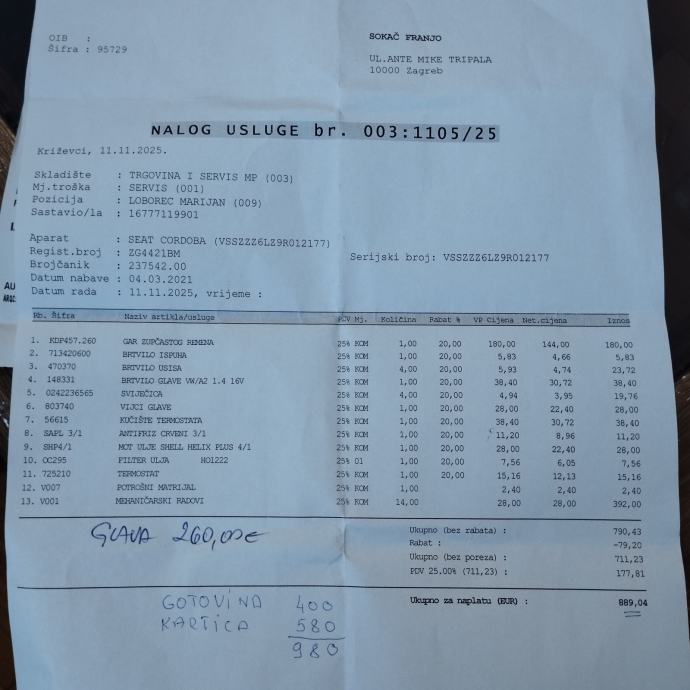 OIB :
Šifra : 95729
SOKAČ FRANJO
UL.ANTE MIKE TRIPALA
10000 Zagreb
NALOG USLUGE br. 003:1105/25
Križevci, 11.11.2025.
Skladište : TRGOVINA I SERVIS MP (003)
Mj.troška : SERVIS (001)
Pozicija : LOBOREC MARIJAN (009)
Sastavio/la : 16777119901
Aparat : SEAT CORDOBA (VSSZZZ6LZ9R012177)
Regist.broj : ZG4421BM
Serijski broj: VSSZZZ6LZ9R012177
Brojčanik : 237542.00
Datum nabave : 04.03.2021
Datum rada : 11.11.2025, vrijeme :
Rb. Šifra Naziv artikla/usluge PDV Mj. Količina Rabat % VP Cijena Net.cijena Iznos
1. KDP457.260 GAR ZUPČASTOG REMENA 25% KOM 1,00 20,00 180,00 144,00 180,00
2. 713420600 BRTVILO ISPUHA 25% KOM 1,00 20,00 5,83 4,66 5,83
3. 470370 BRTVILO USISA 25% KOM 4,00 20,00 5,93 4,74 23,72
4. 148331 BRTVILO GLAVE VW/A2 1.4 16V 25% KOM 1,00 20,00 38,40 30,72 38,40
5. 0242236565 SVIJEČICA 25% KOM 4,00 20,00 4,94 3,95 19,76
6. 803740 VIJCI GLAVE 25% KOM 1,00 20,00 28,00 22,40 28,00
7. 56615 KUČIŠTE TERMOSTATA 25% KOM 1,00 20,00 38,40 30,72 38,40
8. SAPL 3/1 ANTIFRIZ CRVENI 3/1 25% KOM 1,00 20,00 11,20 8,96 11,20
9. SHP4/1 MOT ULJE SHELL HELIX PLUS 4/1 25% KOM 1,00 20,00 28,00 22,40 28,00
10. OC295 FILTER ULJA HO1222 25% 01 1,00 20,00 7,56 6,05 7,56
11. 725210 TERMOSTAT 25% KOM 1,00 20,00 15,16 12,13 15,16
12. V007 POTROŠNI MATRIJAL 25% KOM 1,00 2,40 2,40 2,40
13. V001 MEHANIČARSKI RADOVI 25% KOM 14,00 28,00 28,00 392,00
GLAVA 260,00€
Ukupno (bez rabata) : 790,43
Rabat : -79,20
Ukupno (bez poreza) : 711,23
PDV 25.00% (711,23) : 177,81
Ukupno za naplatu (EUR) : 889,04
GOTOVINA 400
KARTICA 580
980